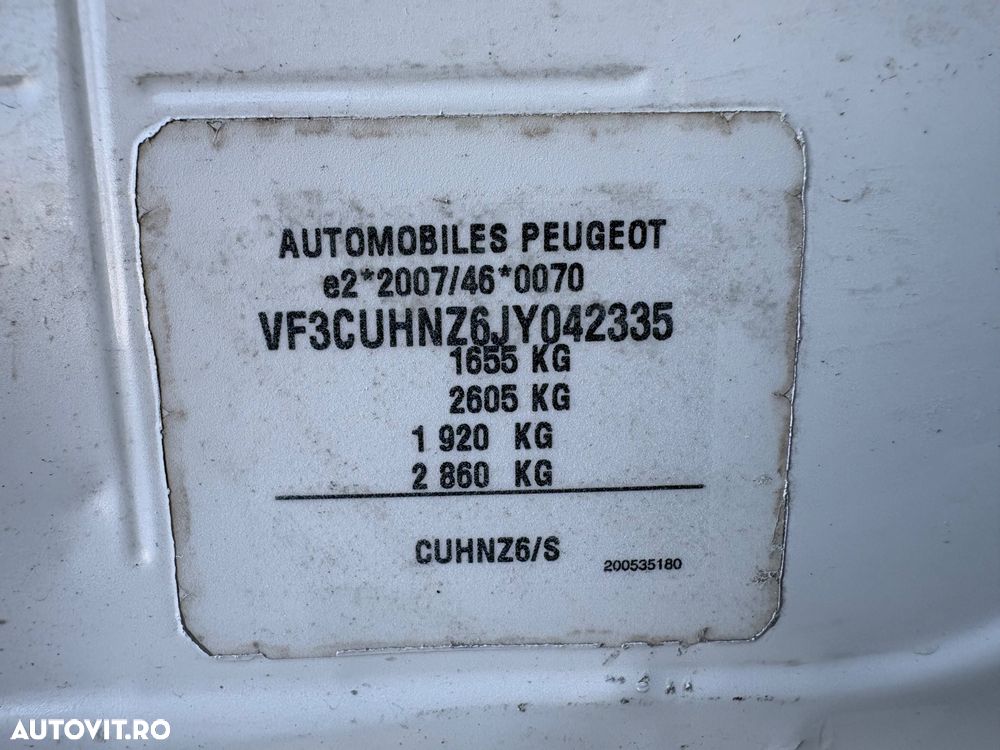 AUTOMOBILES PEUGEOT
e2*2007/46*0070
VF3CUHNZ6JY042335
1655 KG
2605 KG
1 920 KG
2 860 KG
CUHNZ6/S
200535180
AUTOVIT.RO